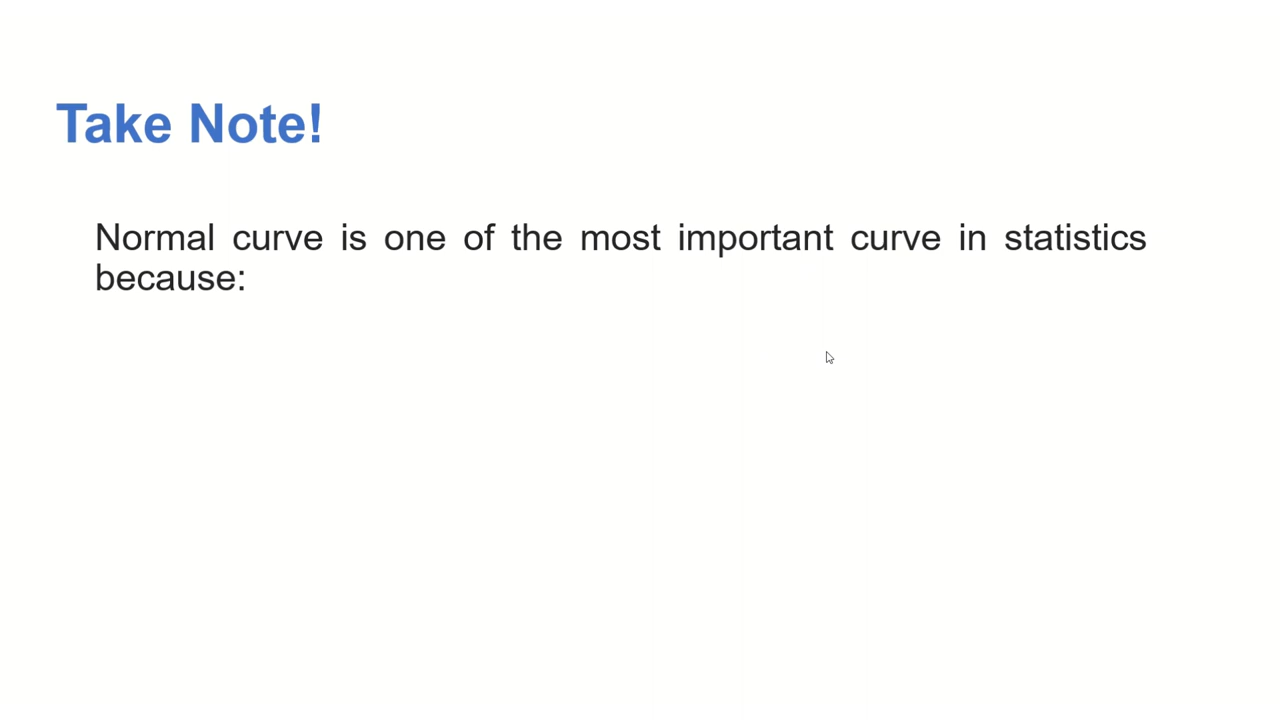 Take Note!
Normal curve is one of the most important curve in statistics
because: